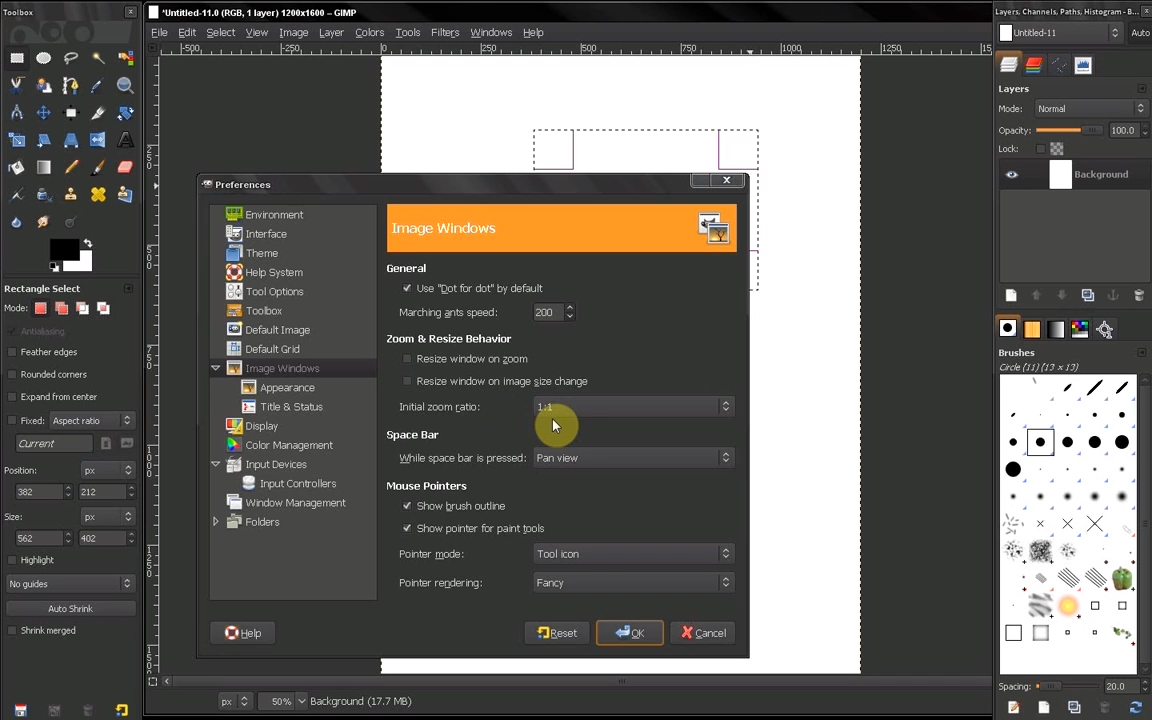 Toolbox
*Untitled-11.0 (RGB, 1 layer) 1200x1600 – GIMP
Layers, Channels, Paths, Histogram - B...
File Edit Select View Image Layer Colors Tools Filters Windows Help
Untitled-11
Auto
-500 -250 0 250 500 750 1000 1250 15
Layers
Mode: Normal
Opacity: 100.0
Lock:
Background
Preferences
Environment
Interface
Theme
Help System
Tool Options
Toolbox
Default Image
Default Grid
Image Windows
Appearance
Title & Status
Display
Color Management
Input Devices
Input Controllers
Window Management
Folders
Image Windows
General
Use "Dot for dot" by default
Marching ants speed: 200
Zoom & Resize Behavior
Resize window on zoom
Resize window on image size change
Initial zoom ratio: 1:1
Space Bar
While space bar is pressed: Pan view
Mouse Pointers
Show brush outline
Show pointer for paint tools
Pointer mode: Tool icon
Pointer rendering: Fancy
Help Reset OK Cancel
Rectangle Select
Mode:
Antialiasing
Feather edges
Rounded corners
Expand from center
Fixed: Aspect ratio
Current
Position: px
382 212
Size: px
562 402
Highlight
No guides
Auto Shrink
Shrink merged
Brushes
Circle (11) (13 × 13)
Spacing: 20.0
px 50% Background (17.7 MB)